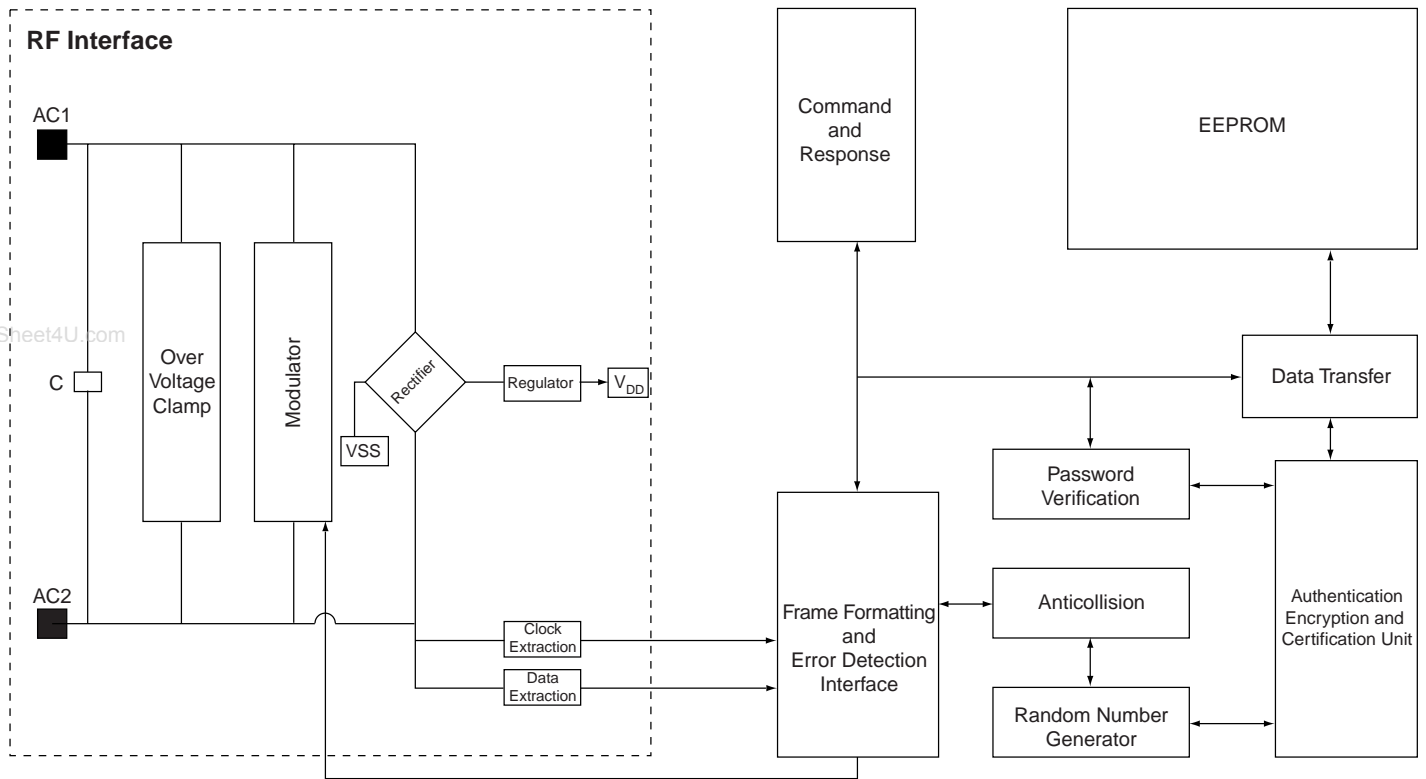 RF Interface
AC1
C
AC2
Over
Voltage
Clamp
Modulator
Rectifier
VSS
Regulator
VDD
Clock
Extraction
Data
Extraction
Command
and
Response
EEPROM
Data Transfer
Password
Verification
Frame Formatting
and
Error Detection
Interface
Anticollision
Random Number
Generator
Authentication
Encryption and
Certification Unit
Sheet4U.com